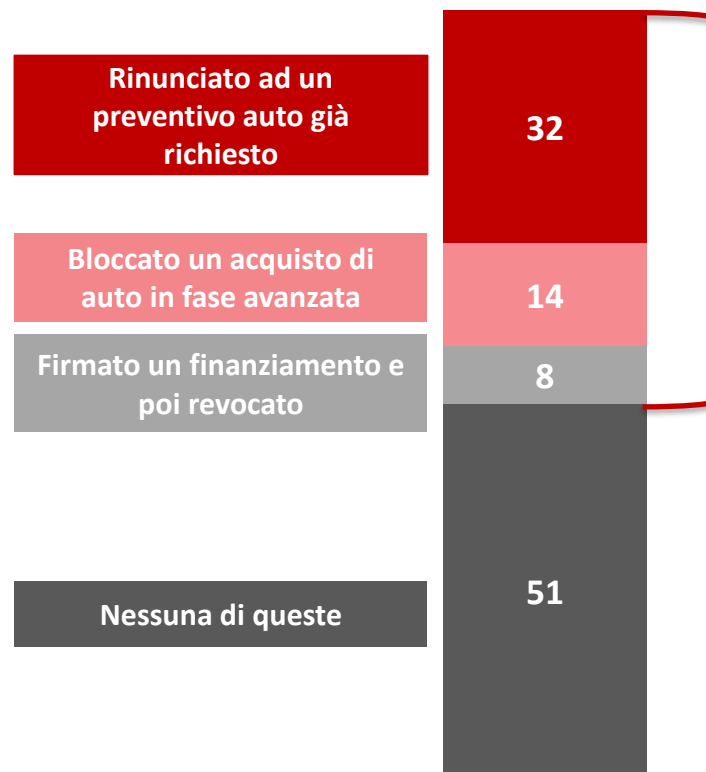 Rinunciato ad un
preventivo auto già
richiesto
32
Bloccato un acquisto di
auto in fase avanzata
14
Firmato un finanziamento e
poi revocato
8
Nessuna di queste
51